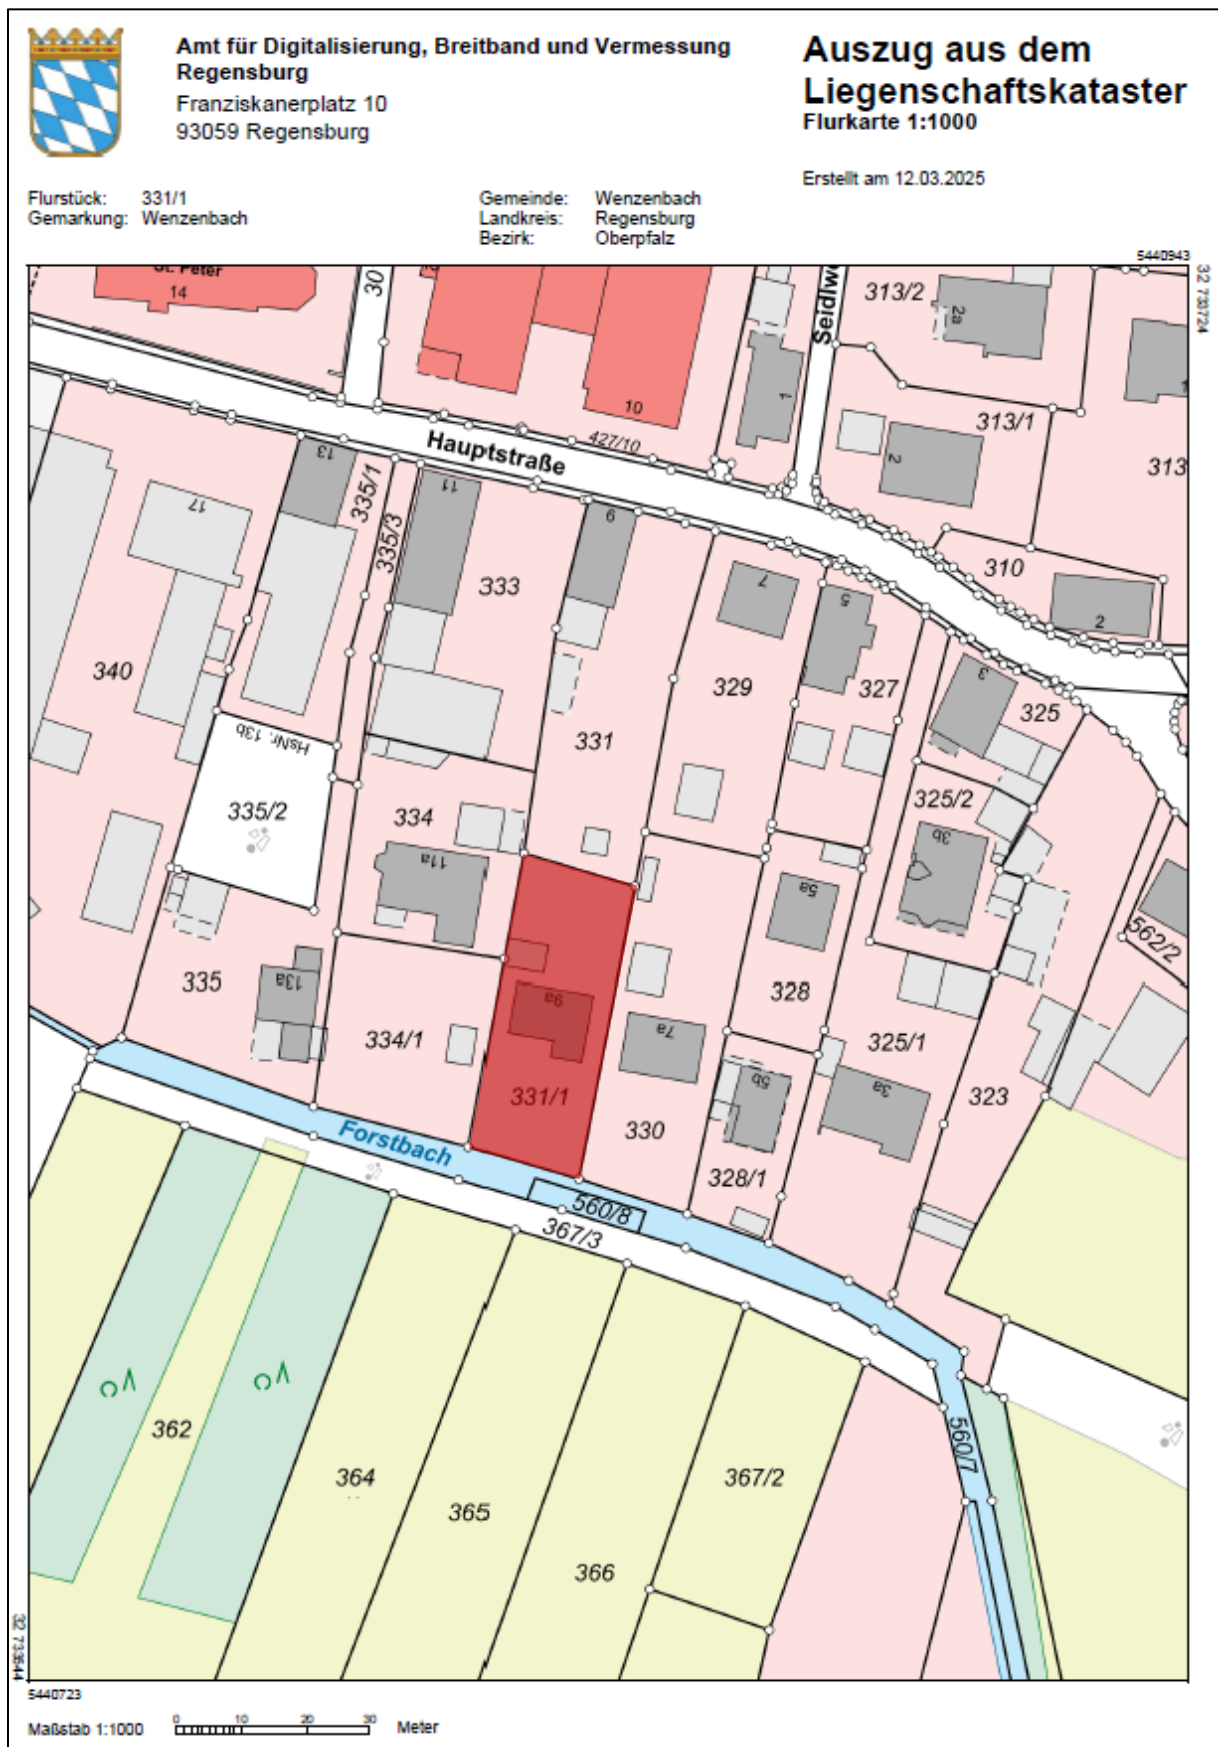 Amt für Digitalisierung, Breitband und Vermessung
Regensburg
Franziskanerplatz 10
93059 Regensburg
Auszug aus dem
Liegenschaftskataster
Flurkarte 1:1000
Erstellt am 12.03.2025
Flurstück: 331/1
Gemarkung: Wenzenbach
Gemeinde: Wenzenbach
Landkreis: Regensburg
Bezirk: Oberpfalz
5440943
32 733724
St. Peter
14
30
10
Seidlwe
1
313/2
2a
313/1
2
313
427/10
Hauptstraße
310
2
17
13
335/1
335/3
11
333
9
7
5
329
327
3
325
340
HsNr. 13b
335/2
331
334
11a
325/2
3b
5a
562/2
335
13a
334/1
9a
331/1
7a
330
328
325/1
3a
323
5b
328/1
Forstbach
560/8
367/3
560/7
362
364
365
366
367/2
32 733544
5440723
Maßstab 1:1000
0 10 20 30 Meter